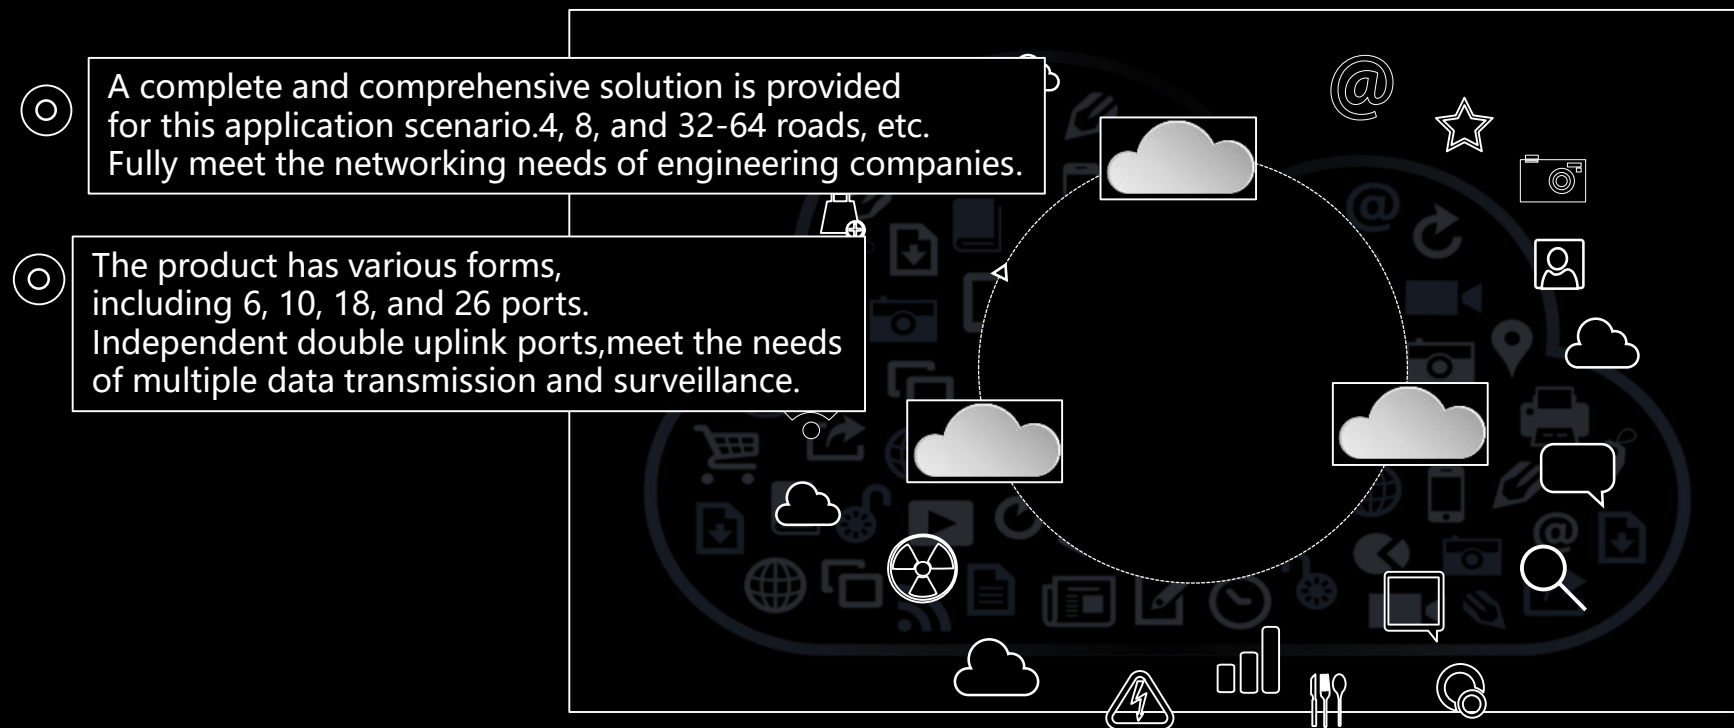 A complete and comprehensive solution is provided
for this application scenario.4, 8, and 32-64 roads, etc.
Fully meet the networking needs of engineering companies.
The product has various forms,
including 6, 10, 18, and 26 ports.
Independent double uplink ports,meet the needs
of multiple data transmission and surveillance.